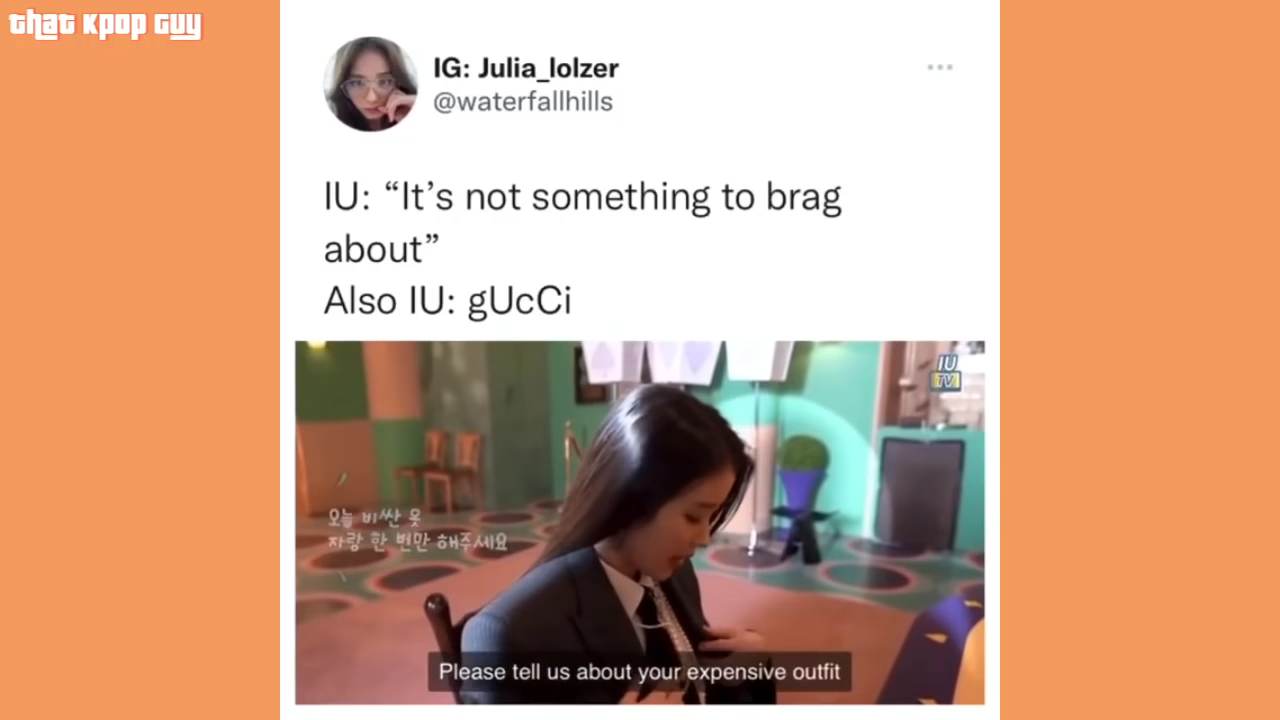 that kpop guy
IG: Julia_lolzer
@waterfallhills
IU: “It’s not something to brag
about”
Also IU: gUcCi
IU
TV
오늘 비싼 옷
자랑 한 번만 해주세요
Please tell us about your expensive outfit